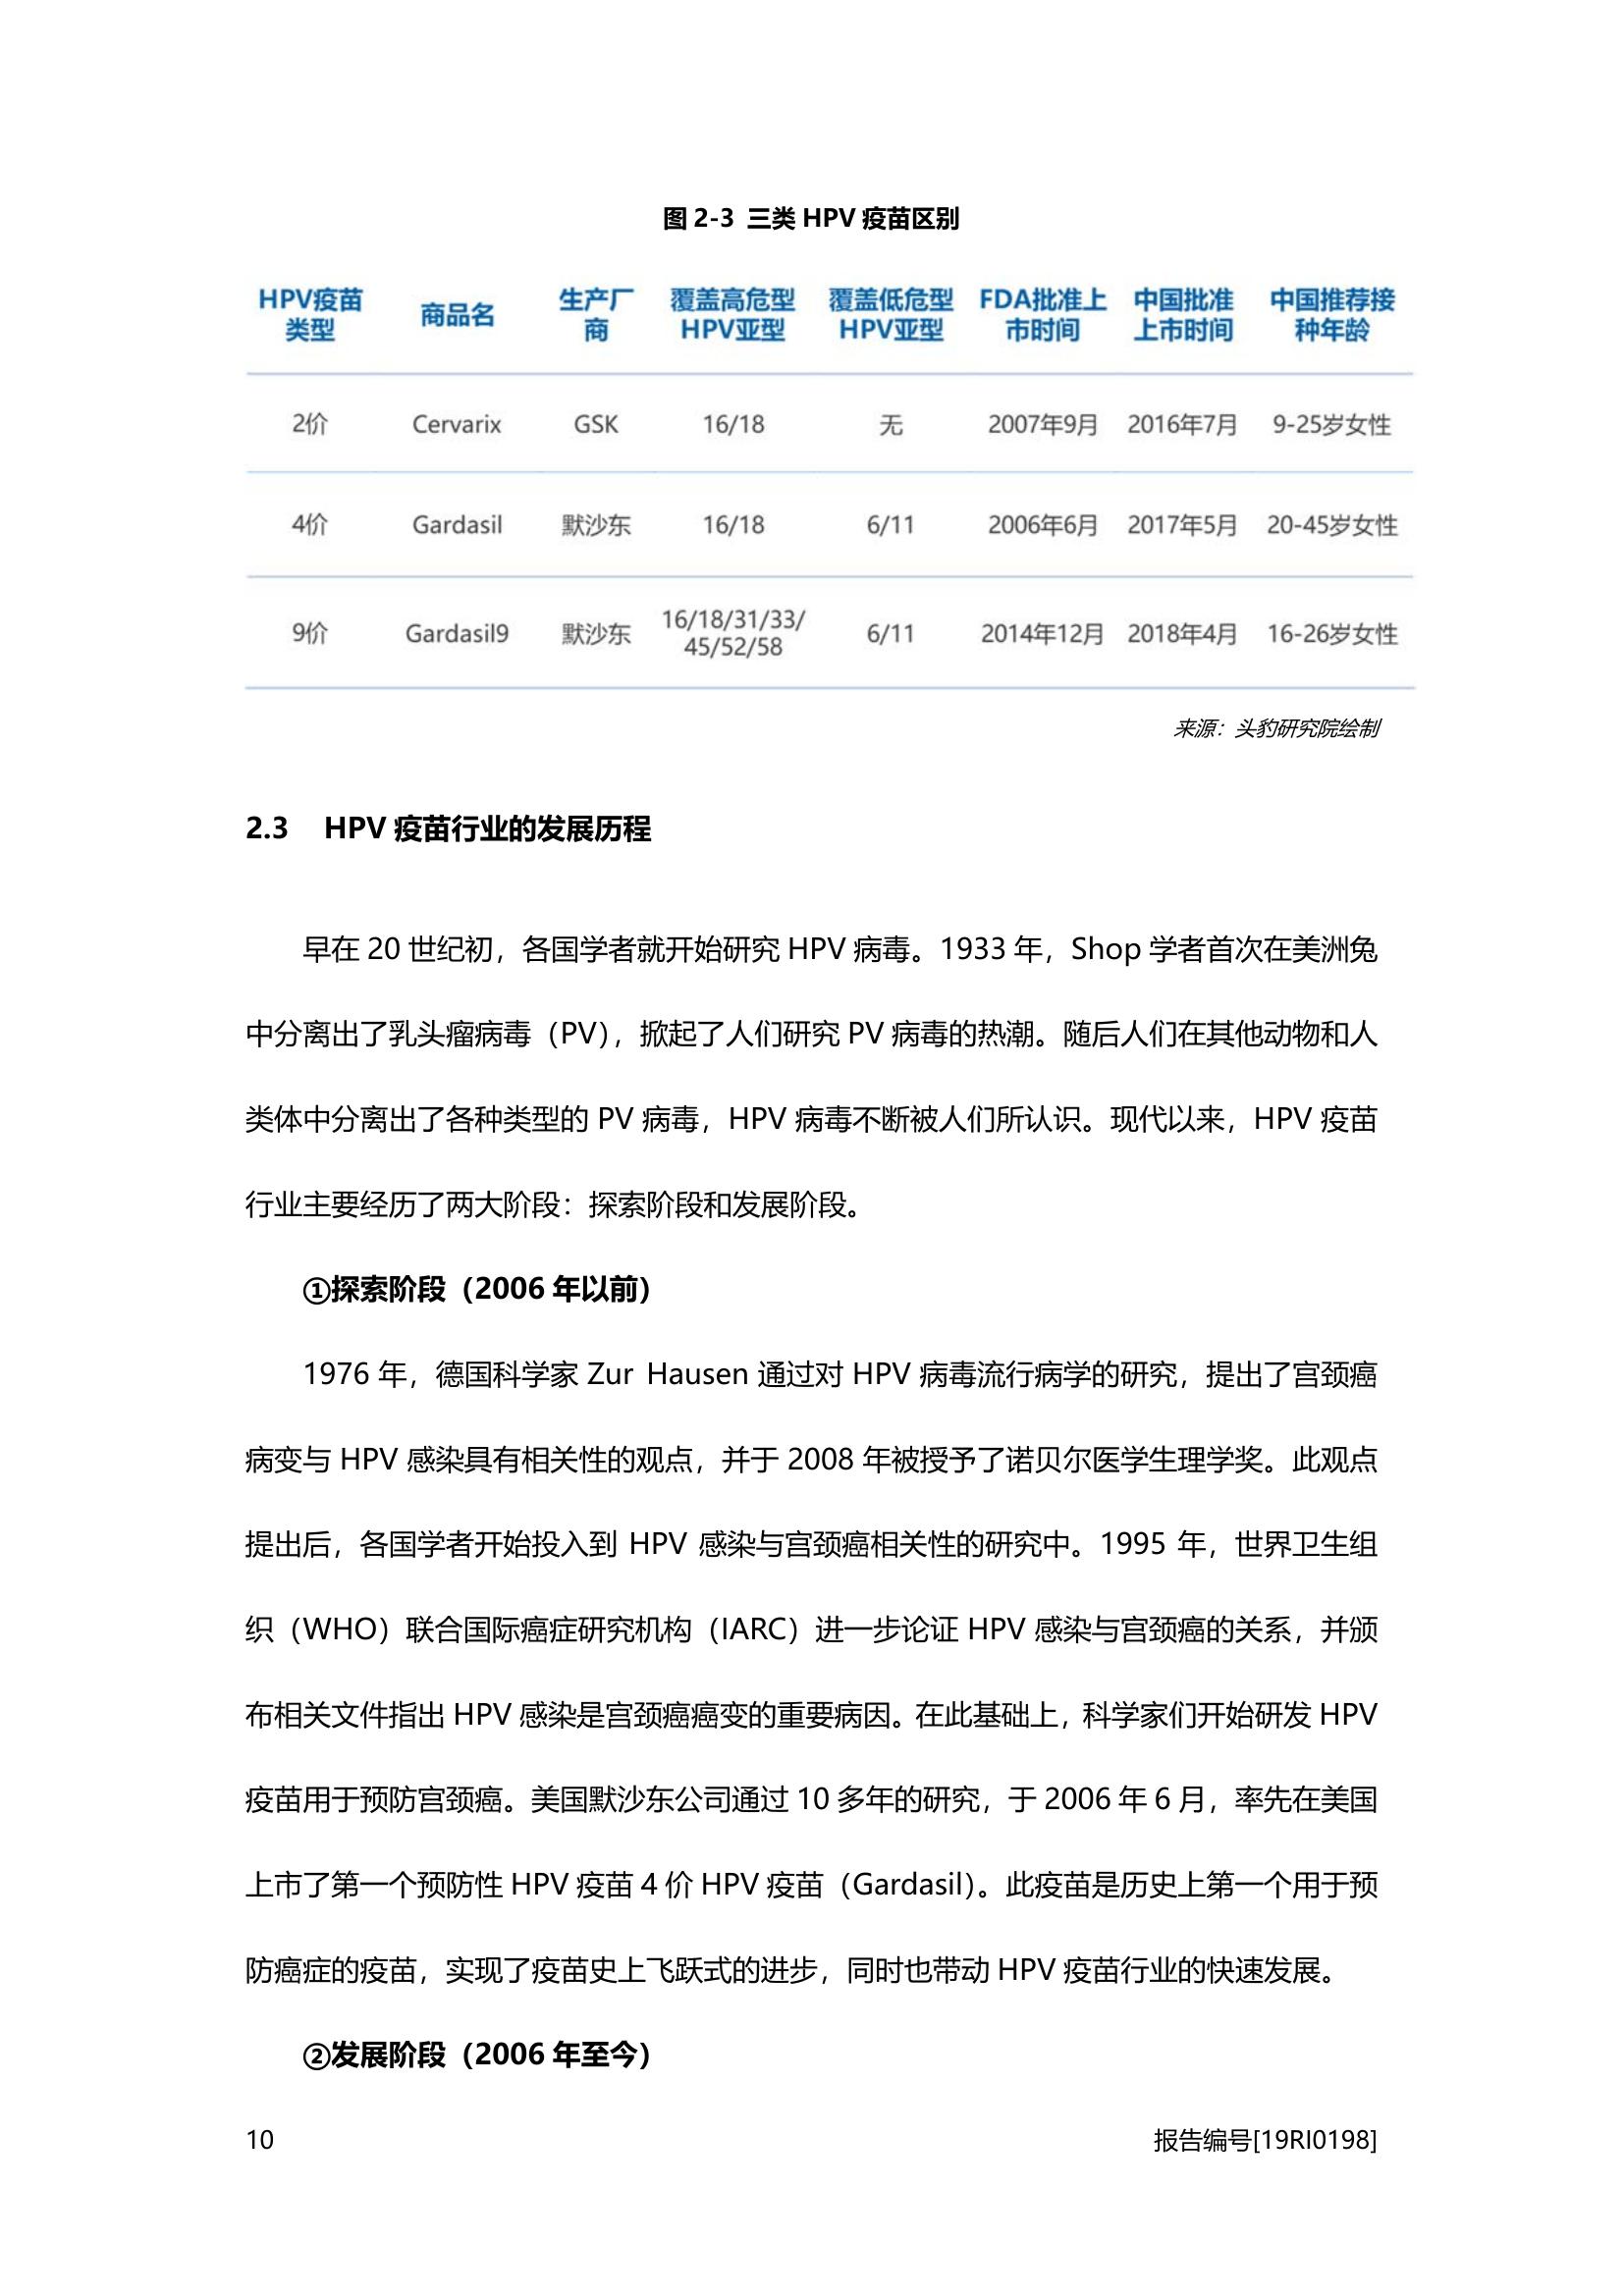 图 2-3 三类 HPV 疫苗区别
HPV疫苗类型 商品名 生产厂商 覆盖高危型HPV亚型 覆盖低危型HPV亚型 FDA批准上市时间 中国批准上市时间 中国推荐接种年龄
2价 Cervarix GSK 16/18 无 2007年9月 2016年7月 9-25岁女性
4价 Gardasil 默沙东 16/18 6/11 2006年6月 2017年5月 20-45岁女性
9价 Gardasil9 默沙东 16/18/31/33/45/52/58 6/11 2014年12月 2018年4月 16-26岁女性
来源：头豹研究院绘制
2.3 HPV 疫苗行业的发展历程
早在 20 世纪初，各国学者就开始研究 HPV 病毒。1933 年，Shop 学者首次在美洲兔
中分离出了乳头瘤病毒（PV），掀起了人们研究 PV 病毒的热潮。随后人们在其他动物和人
类体中分离出了各种类型的 PV 病毒，HPV 病毒不断被人们所认识。现代以来，HPV 疫苗
行业主要经历了两大阶段：探索阶段和发展阶段。
①探索阶段（2006 年以前）
1976 年，德国科学家 Zur Hausen 通过对 HPV 病毒流行病学的研究，提出了宫颈癌
病变与 HPV 感染具有相关性的观点，并于 2008 年被授予了诺贝尔医学生理学奖。此观点
提出后，各国学者开始投入到 HPV 感染与宫颈癌相关性的研究中。1995 年，世界卫生组
织（WHO）联合国际癌症研究机构（IARC）进一步论证 HPV 感染与宫颈癌的关系，并颁
布相关文件指出 HPV 感染是宫颈癌癌变的重要病因。在此基础上，科学家们开始研发 HPV
疫苗用于预防宫颈癌。美国默沙东公司通过 10 多年的研究，于 2006 年 6 月，率先在美国
上市了第一个预防性 HPV 疫苗 4 价 HPV 疫苗（Gardasil）。此疫苗是历史上第一个用于预
防癌症的疫苗，实现了疫苗史上飞跃式的进步，同时也带动 HPV 疫苗行业的快速发展。
②发展阶段（2006 年至今）
10 报告编号[19RI0198]